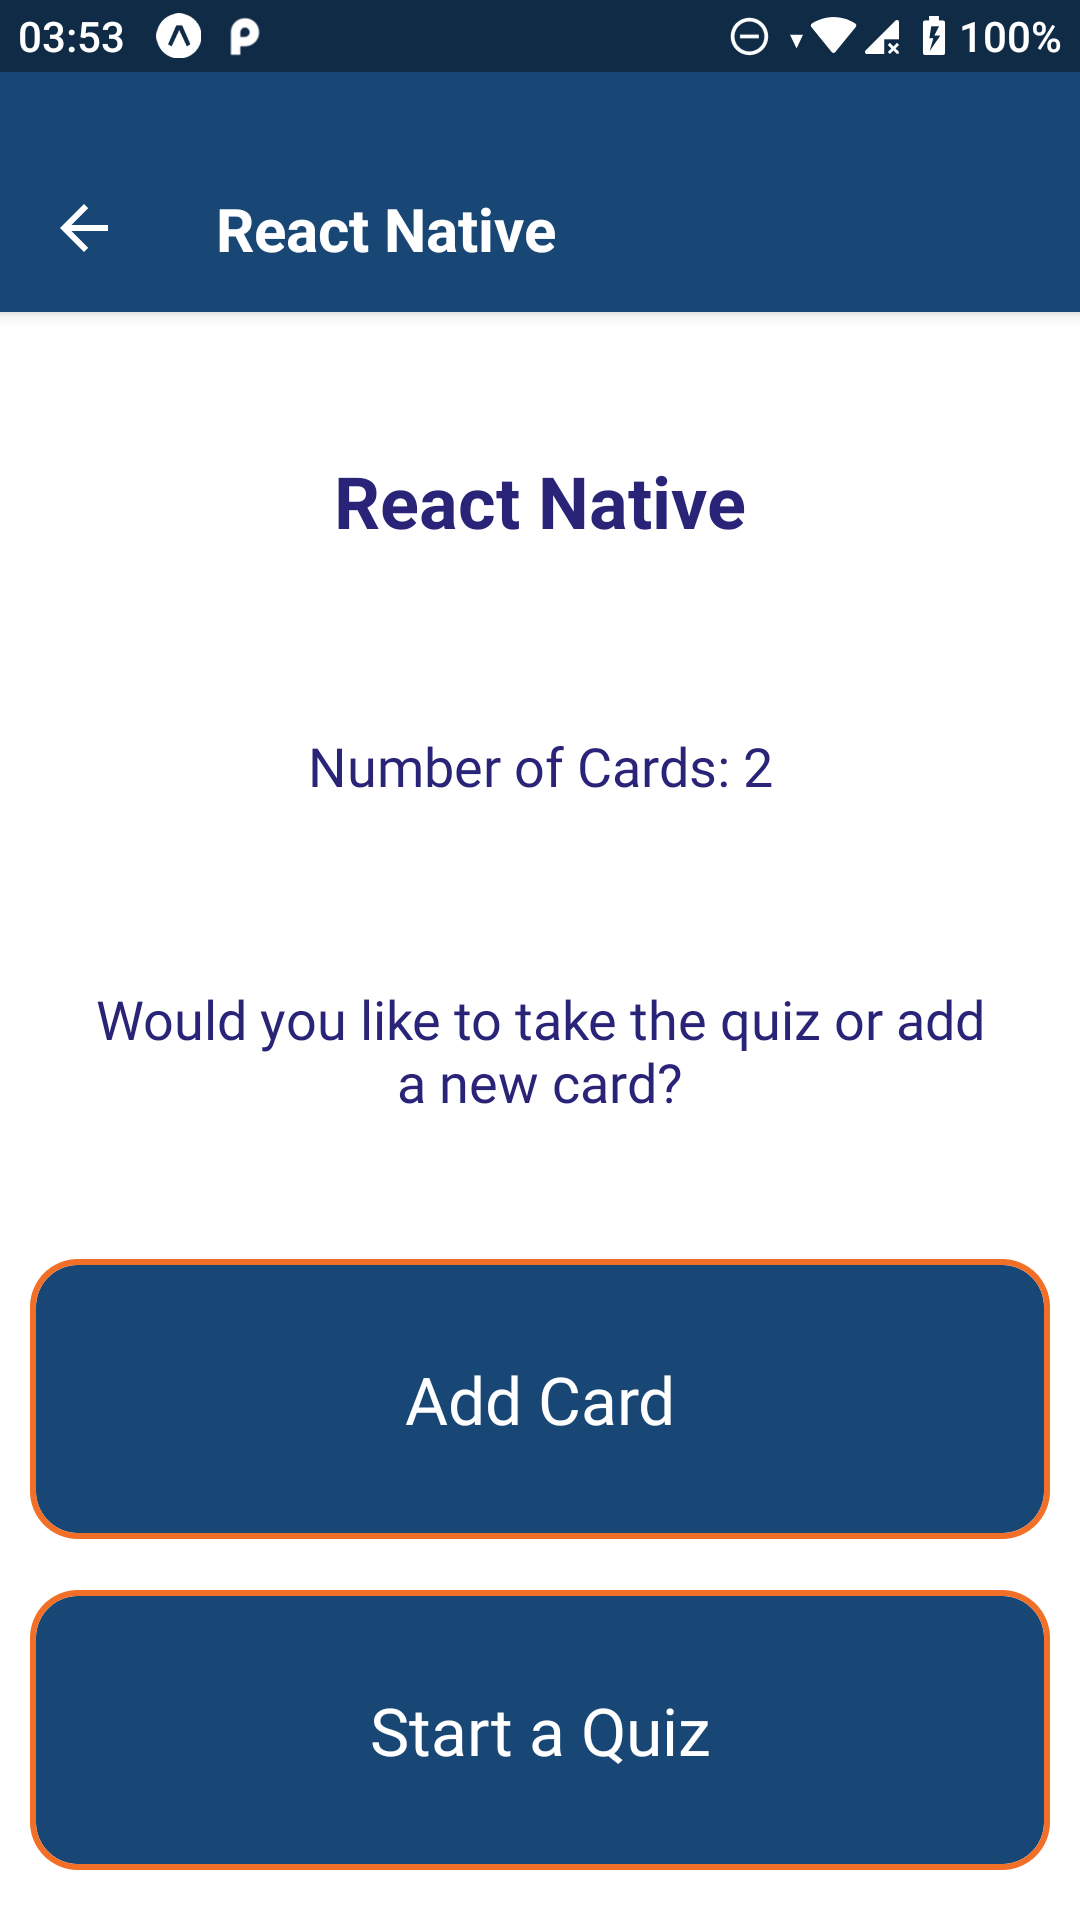 03:53 100%
React Native
React Native
Number of Cards: 2
Would you like to take the quiz or add
a new card?
Add Card
Start a Quiz